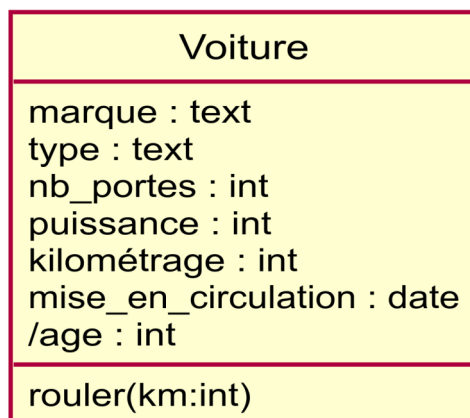 Voiture
marque : text
type : text
nb_portes : int
puissance : int
kilométrage : int
mise_en_circulation : date
/age : int
rouler(km:int)